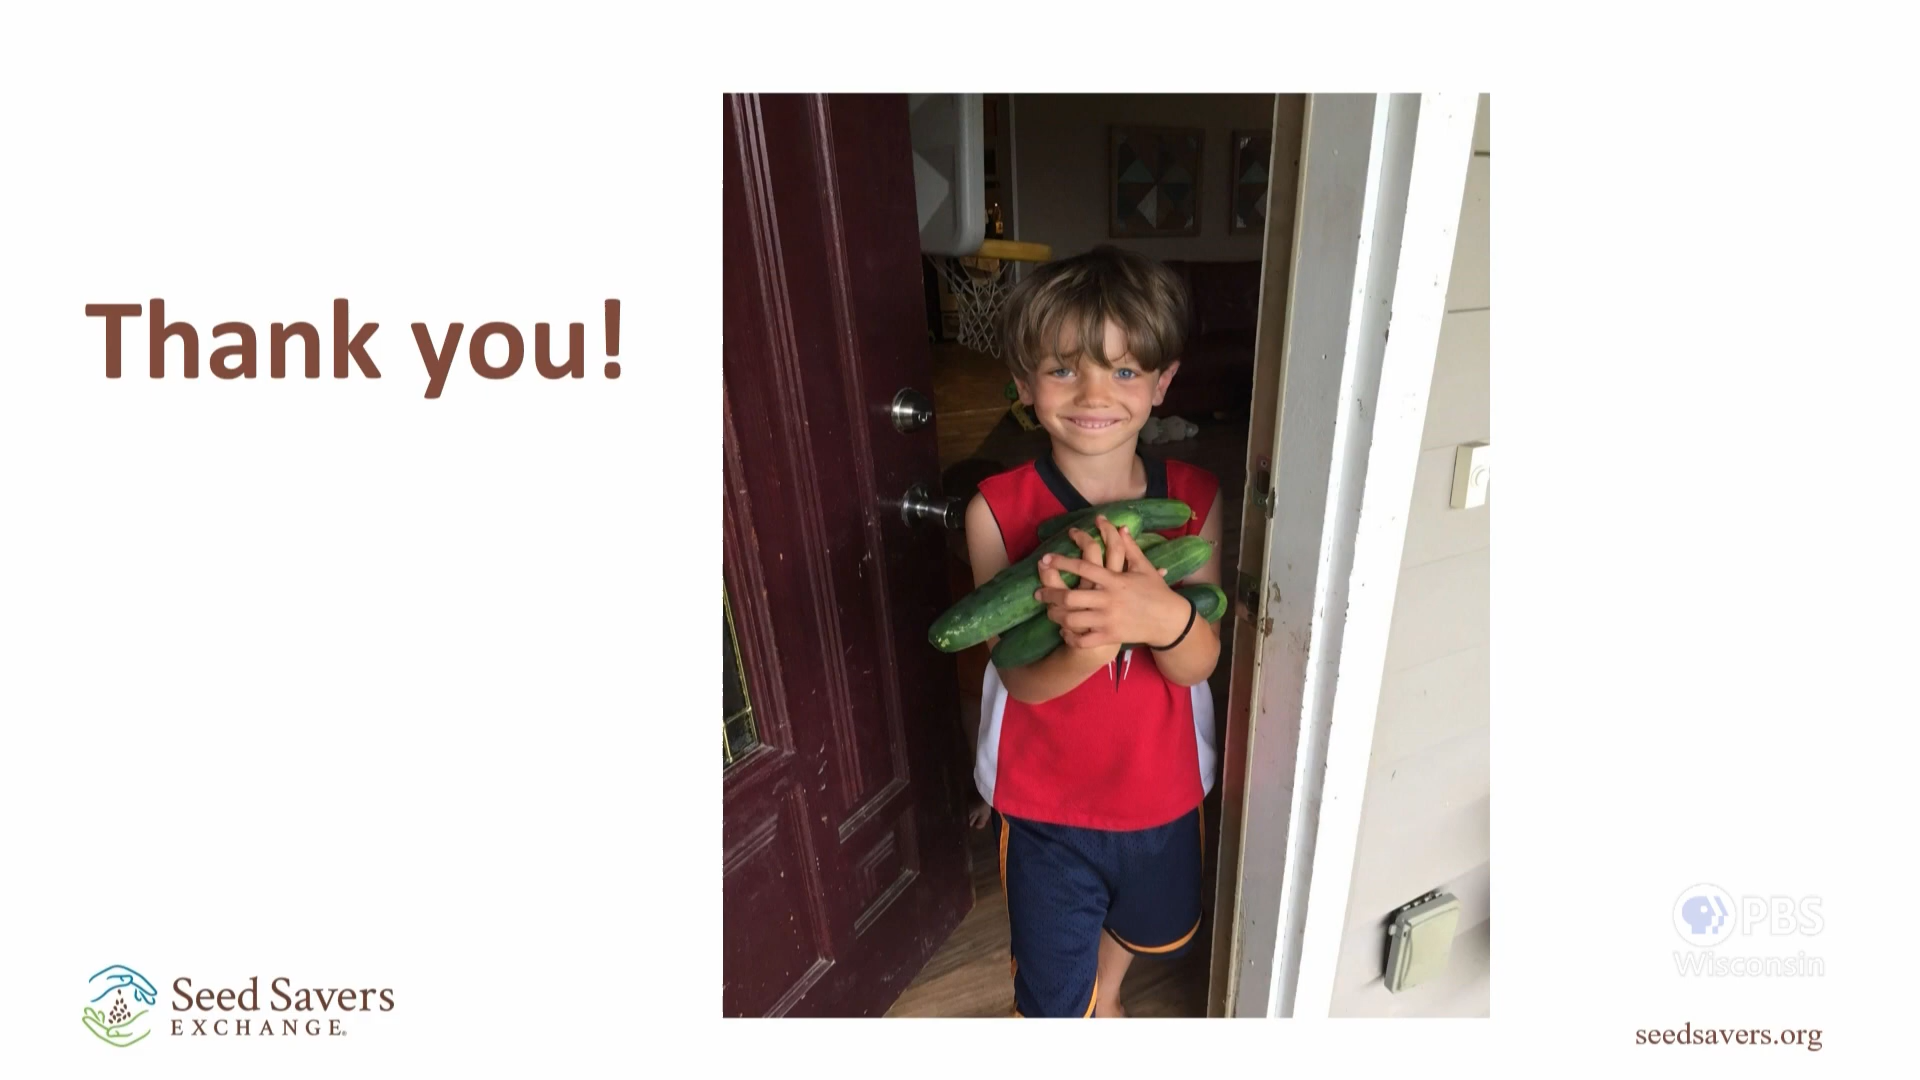 Thank you!
Seed Savers
EXCHANGE.
PBS
Wisconsin
seedsavers.org